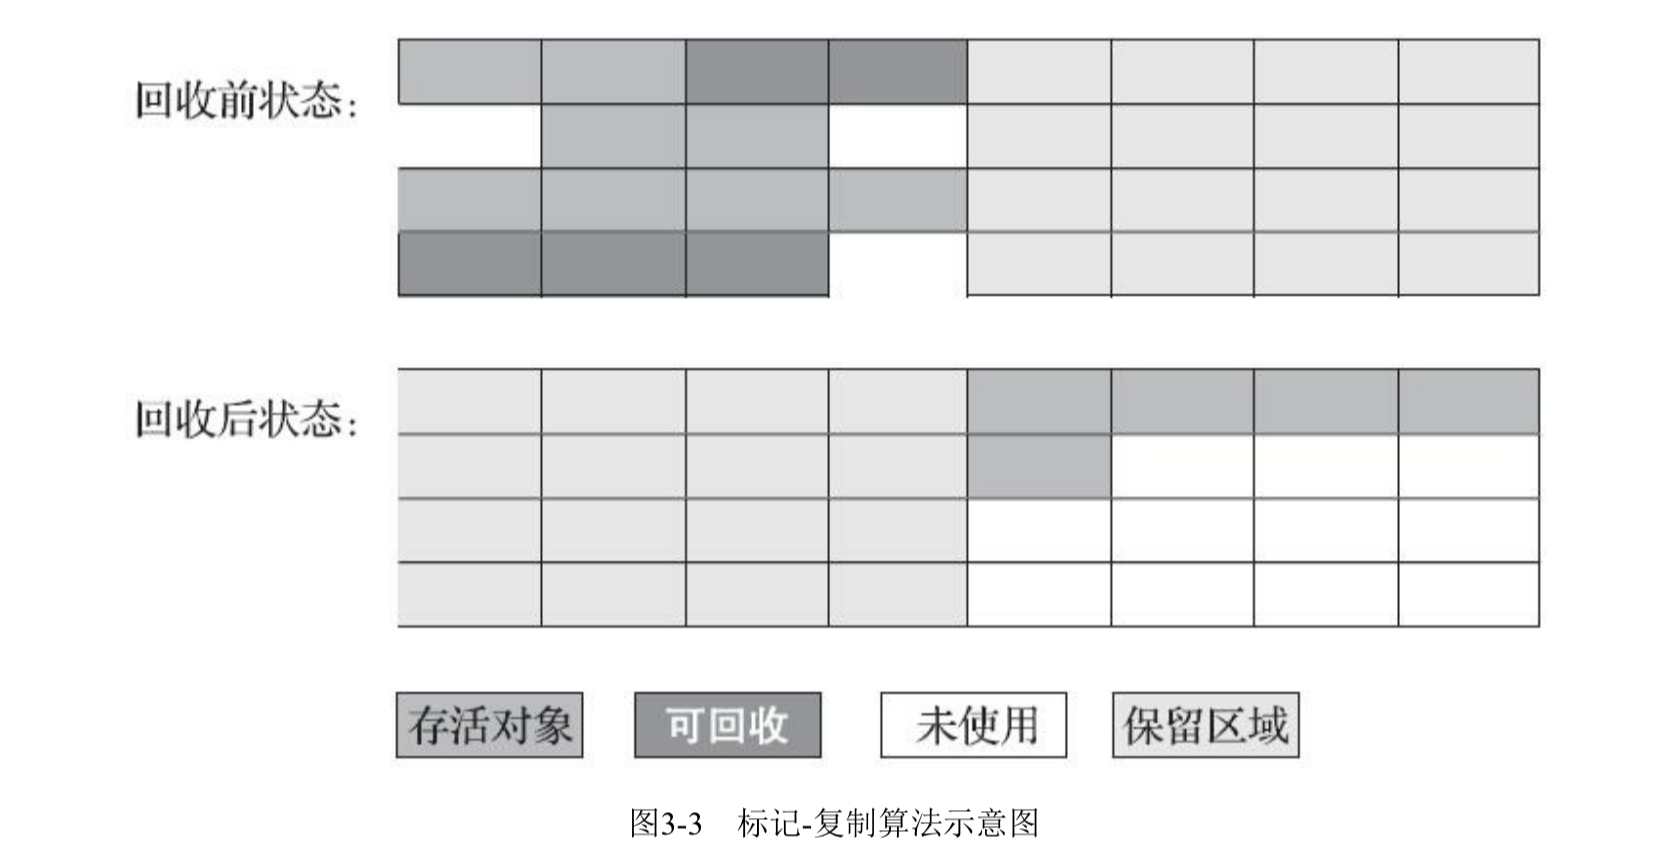 回收前状态：
回收后状态：
存活对象 可回收 未使用 保留区域
图3-3 标记-复制算法示意图